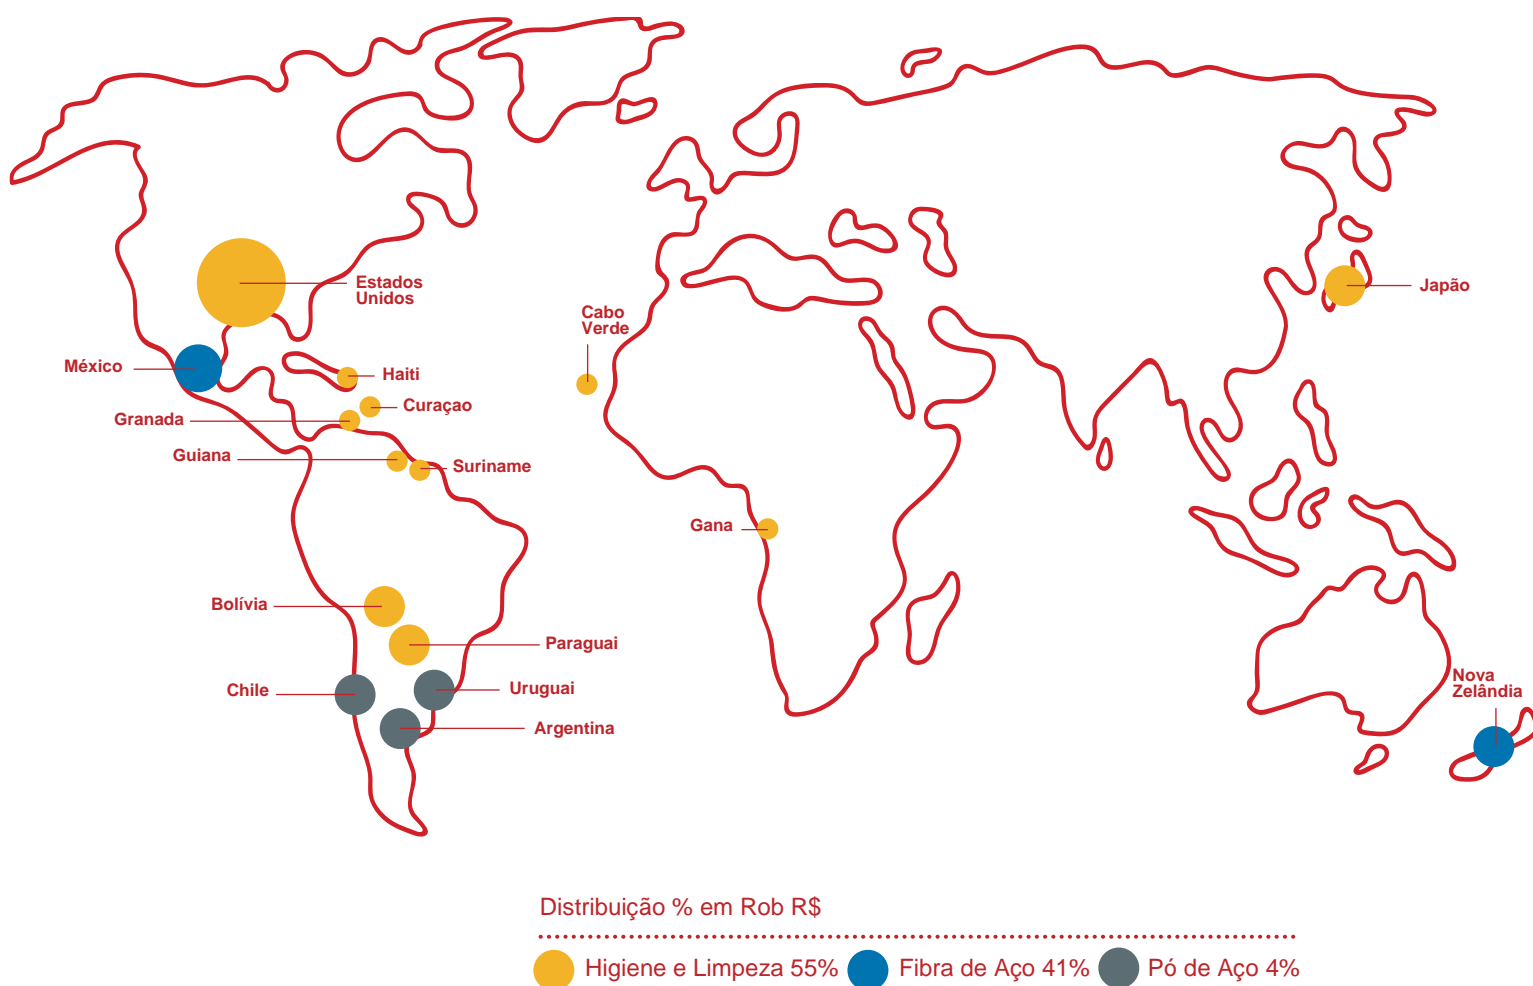 Estados
Unidos
México
Haiti
Curaçao
Granada
Guiana
Suriname
Cabo
Verde
Gana
Japão
Bolívia
Paraguai
Chile
Uruguai
Argentina
Nova
Zelândia
Distribuição % em Rob R$
Higiene e Limpeza 55% Fibra de Aço 41% Pó de Aço 4%